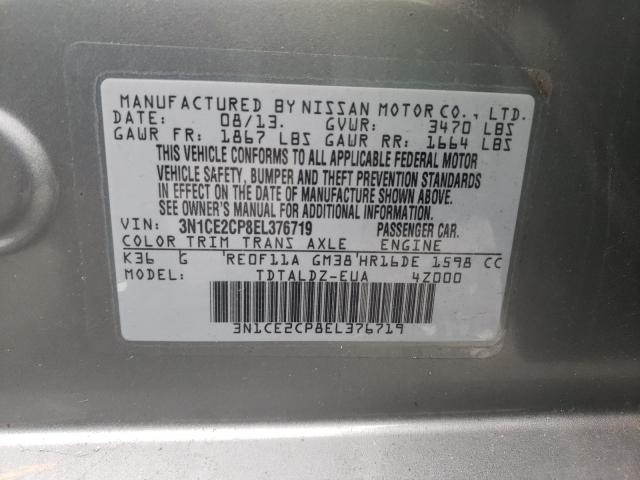 MANUFACTURED BY NISSAN MOTOR CO., LTD.
DATE: 08/13. GVWR: 3470 LBS
GAWR FR: 1867 LBS GAWR RR: 1664 LBS
THIS VEHICLE CONFORMS TO ALL APPLICABLE FEDERAL MOTOR
VEHICLE SAFETY, BUMPER AND THEFT PREVENTION STANDARDS
IN EFFECT ON THE DATE OF MANUFACTURE SHOWN ABOVE.
SEE OWNER'S MANUAL FOR ADDITIONAL INFORMATION.
VIN: 3N1CE2CP8EL376719 PASSENGER CAR.
COLOR TRIM TRANS AXLE ENGINE
K36 G 'RE0F11A GM38'HR16DE 1598 CC
MODEL: TDTALDZ-EUA 4Z000
3N1CE2CP8EL376719